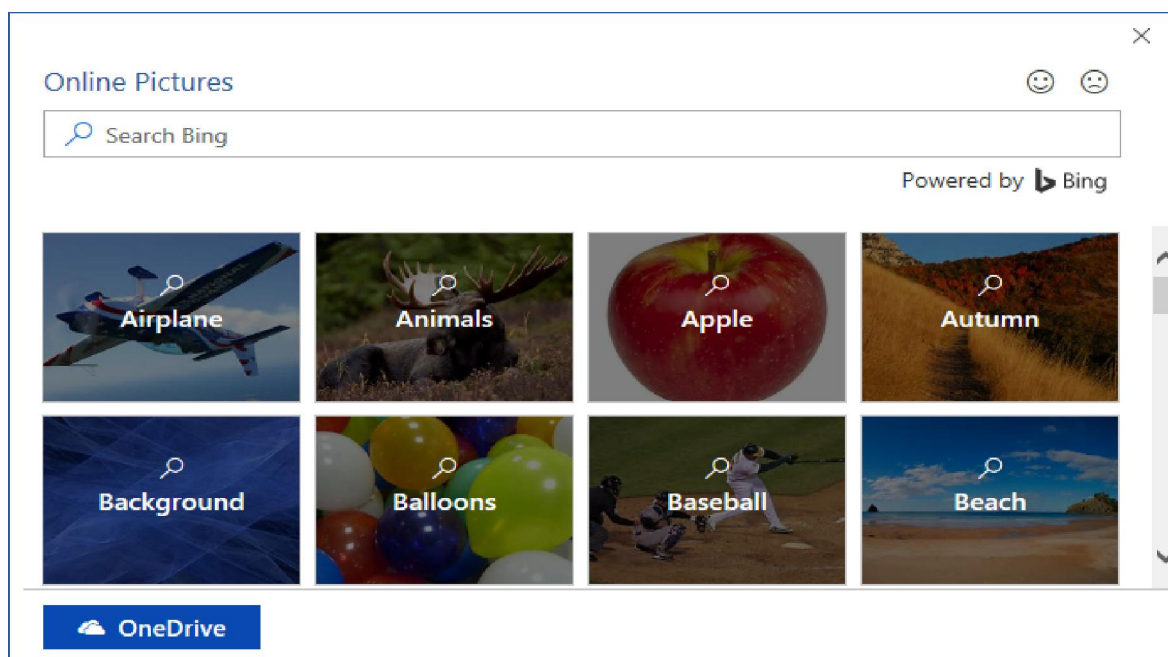 Online Pictures
Search Bing
Powered by Bing
Airplane Animals Apple Autumn
Background Balloons Baseball Beach
OneDrive